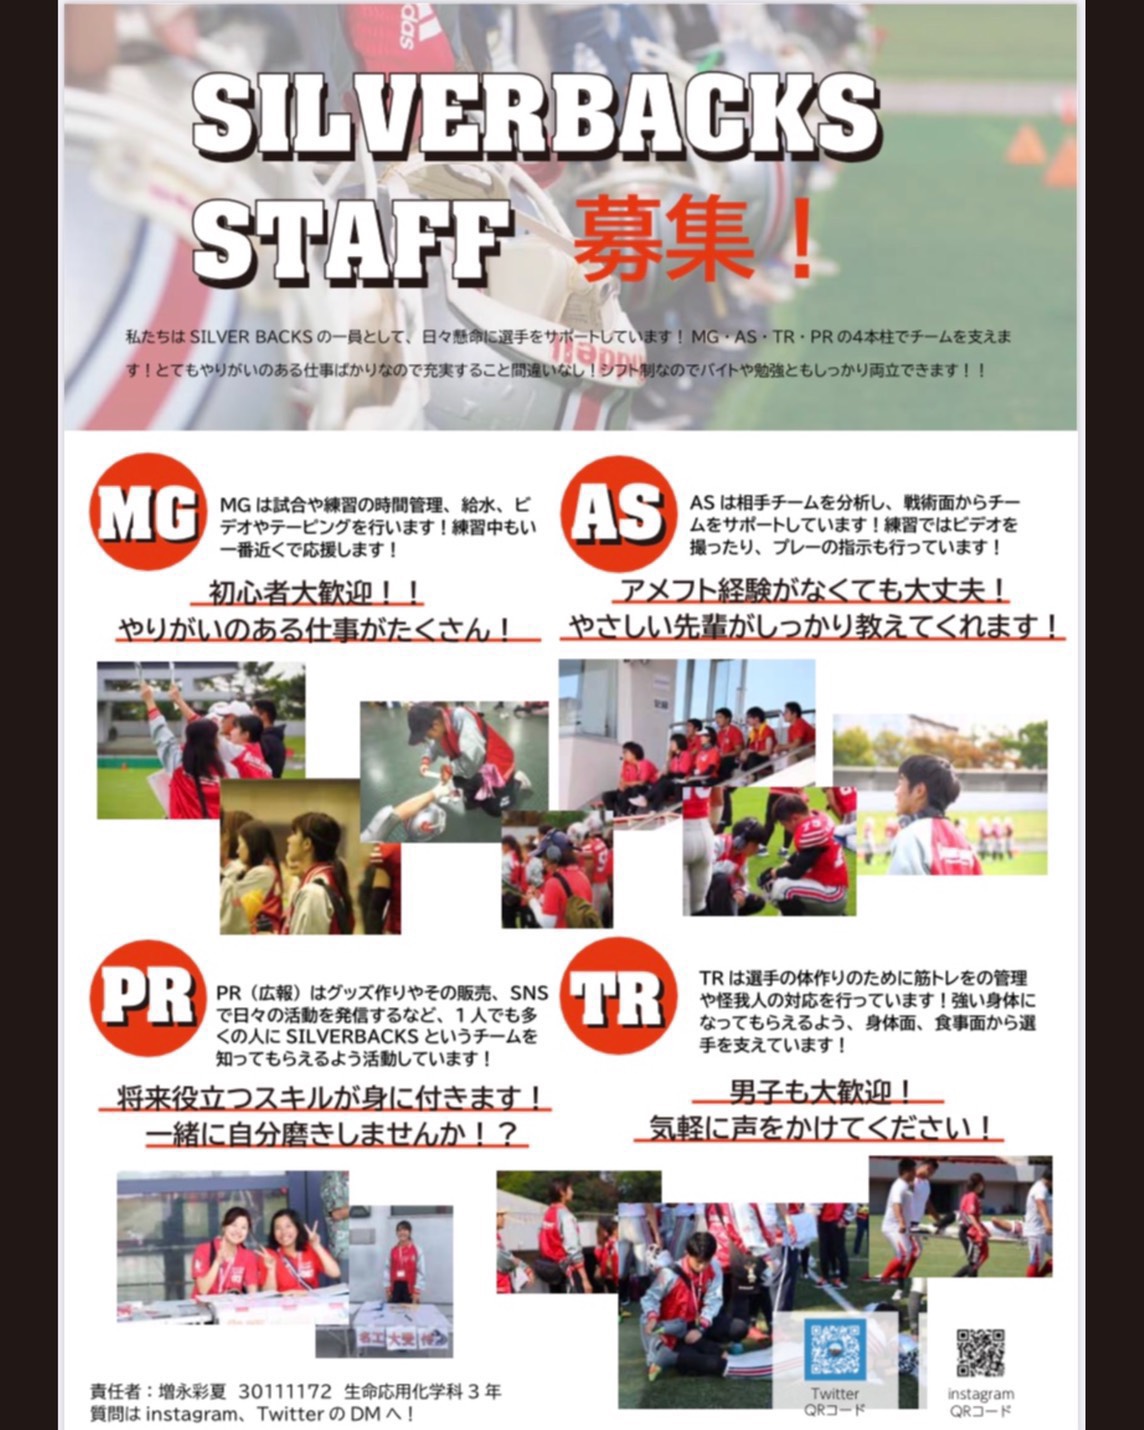 SILVERBACKS
STAFF 募集！
私たちは SILVER BACKS の一員として、日々懸命に選手をサポートしています！ MG・AS・TR・PR の4本柱でチームを支えま
す！とてもやりがいのある仕事ばかりなので充実すること間違いなし！シフト制なのでバイトや勉強ともしっかり両立できます！！
MG
MG は試合や練習の時間管理、給水、ビ
デオやテーピングを行います！練習中もい
一番近くで応援します！
初心者大歓迎！！
やりがいのある仕事がたくさん！
AS
AS は相手チームを分析し、戦術面からチー
ムをサポートしています！練習ではビデオを
撮ったり、プレーの指示も行っています！
アメフト経験がなくても大丈夫！
やさしい先輩がしっかり教えてくれます！
PR
PR（広報）はグッズ作りやその販売、SNS
で日々の活動を発信するなど、1 人でも多
くの人に SILVERBACKS というチームを
知ってもらえるよう活動しています！
将来役立つスキルが身に付きます！
一緒に自分磨きしませんか！？
TR
TR は選手の体作りのために筋トレをの管理
や怪我人の対応を行っています！強い身体に
なってもらえるよう、身体面、食事面から選
手を支えています！
男子も大歓迎！
気軽に声をかけてください！
責任者：増永彩夏 30111172 生命応用化学科 3 年
質問は instagram、Twitter の DM へ！
Twitter
QRコード
instagram
QRコード